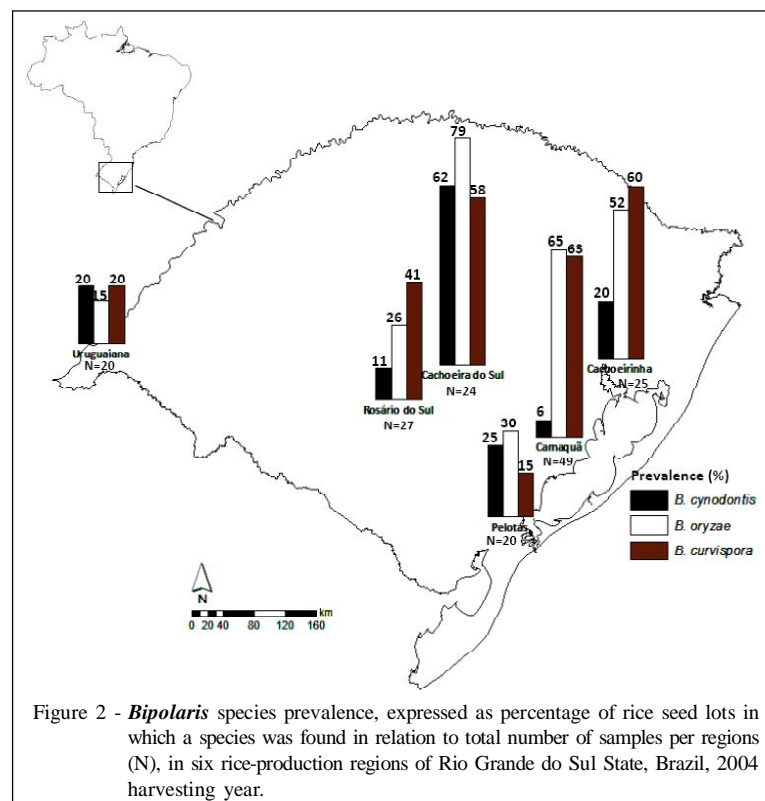 79
62
58
60
52
20
65
63
6
20
15
20
Uruguaiana
N=20
41
26
11
Rosário do Sul
N=27
Cachoeira do Sul
N=24
Cachoeirinha
N=25
Camaquã
N=49
25
30
15
Pelotas
N=20
Prevalence (%)
B. cynodontis
B. oryzae
B. curvispora
N
km
0 20 40 80 120 160
Figure 2 - Bipolaris species prevalence, expressed as percentage of rice seed lots in
which a species was found in relation to total number of samples per regions
(N), in six rice-production regions of Rio Grande do Sul State, Brazil, 2004
harvesting year.